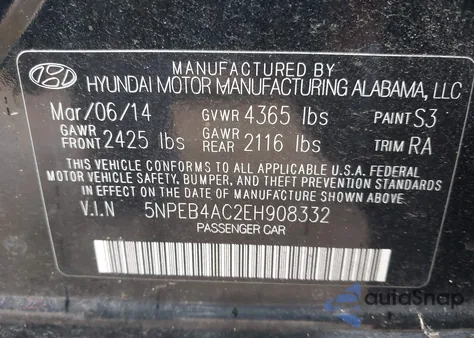 MANUFACTURED BY
HYUNDAI MOTOR MANUFACTURING ALABAMA, LLC
Mar/06/14 GVWR 4365 lbs PAINT S3
GAWR FRONT 2425 lbs GAWR REAR 2116 lbs TRIM RA
THIS VEHICLE CONFORMS TO ALL APPLICABLE U.S.A. FEDERAL
MOTOR VEHICLE SAFETY, BUMPER, AND THEFT PREVENTION STANDARDS
IN EFFECT ON THE DATE OF MANUFACTURE SHOWN ABOVE.
V.I.N 5NPEB4AC2EH908332
PASSENGER CAR
autoSnap